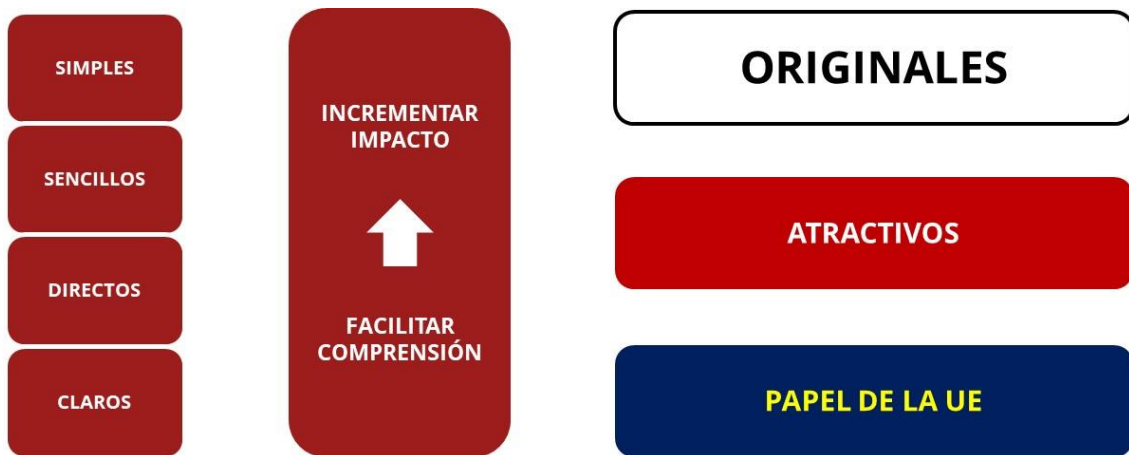 SIMPLES
SENCILLOS
DIRECTOS
CLAROS
INCREMENTAR
IMPACTO
FACILITAR
COMPRENSIÓN
ORIGINALES
ATRACTIVOS
PAPEL DE LA UE